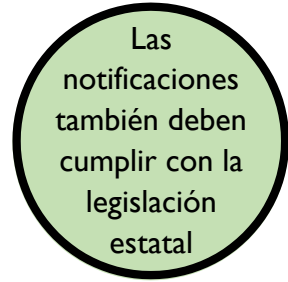 Las
notificaciones
también deben
cumplir con la
legislación
estatal